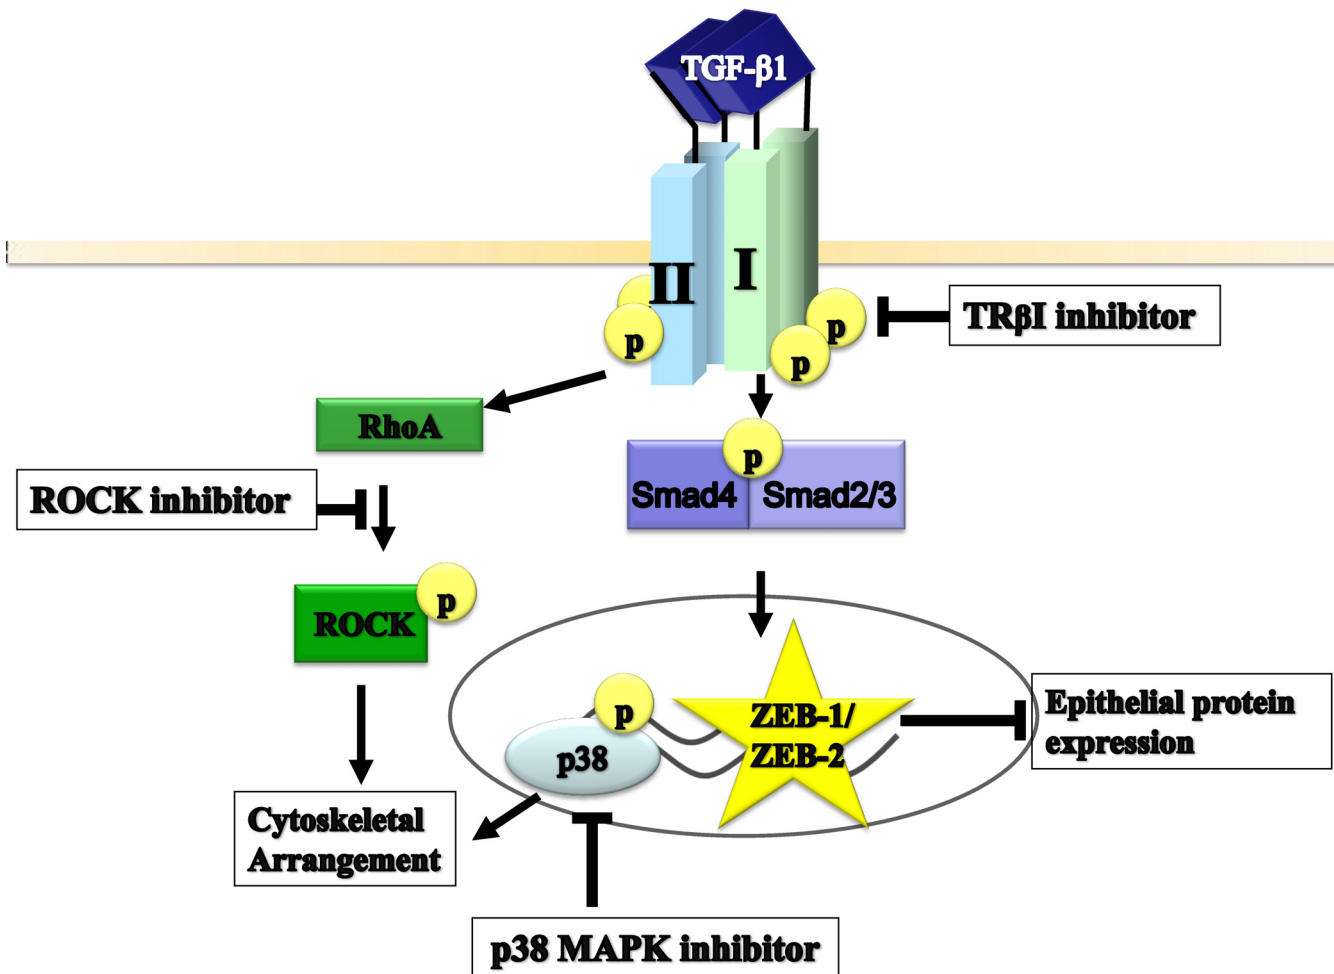 TGF-β1
II
I
p
p
p
TRβI inhibitor
RhoA
p
Smad4
Smad2/3
ROCK inhibitor
p
ROCK
p
ZEB-1/
ZEB-2
p38
Epithelial protein
expression
Cytoskeletal
Arrangement
p38 MAPK inhibitor